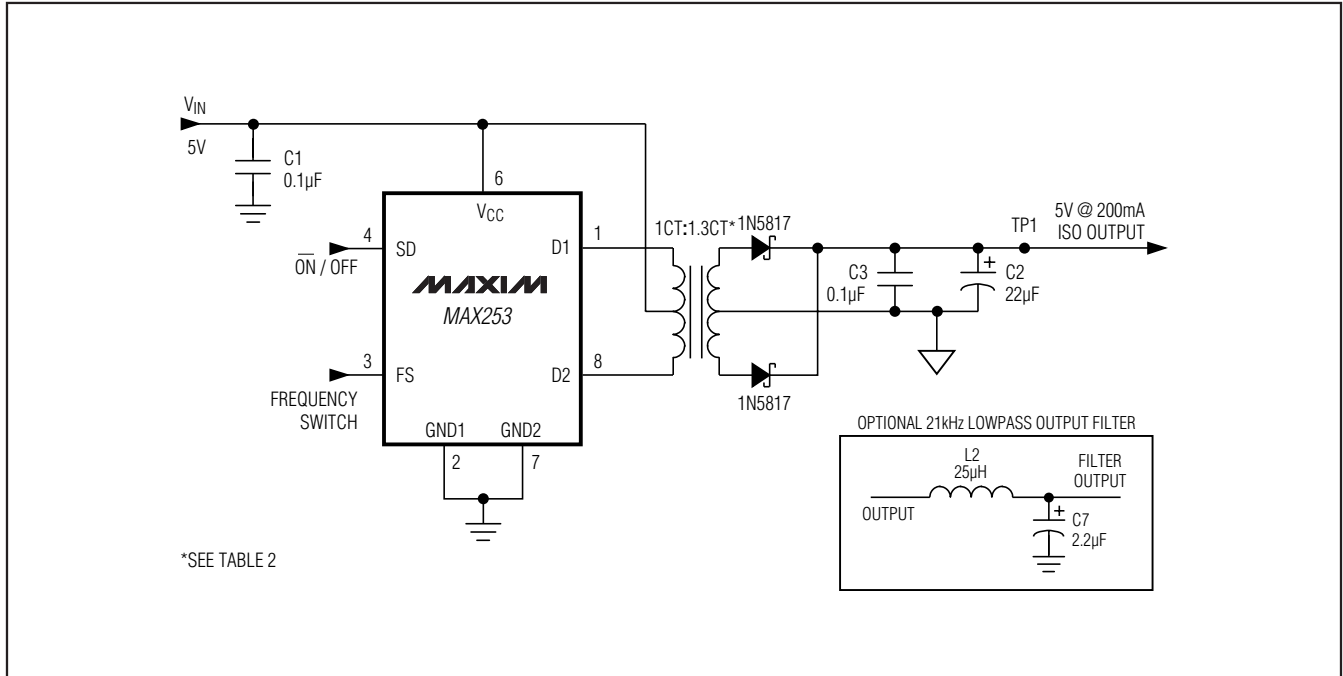 VIN
5V
C1
0.1µF
6
VCC
4
SD
ON / OFF
D1
1
MAXIM
MAX253
3
FS
FREQUENCY
SWITCH
D2
8
GND1
GND2
2
7
1CT:1.3CT*
1N5817
1N5817
C3
0.1µF
+
C2
22µF
TP1
5V @ 200mA
ISO OUTPUT
OPTIONAL 21kHz LOWPASS OUTPUT FILTER
L2
25µH
FILTER
OUTPUT
OUTPUT
+
C7
2.2µF
*SEE TABLE 2